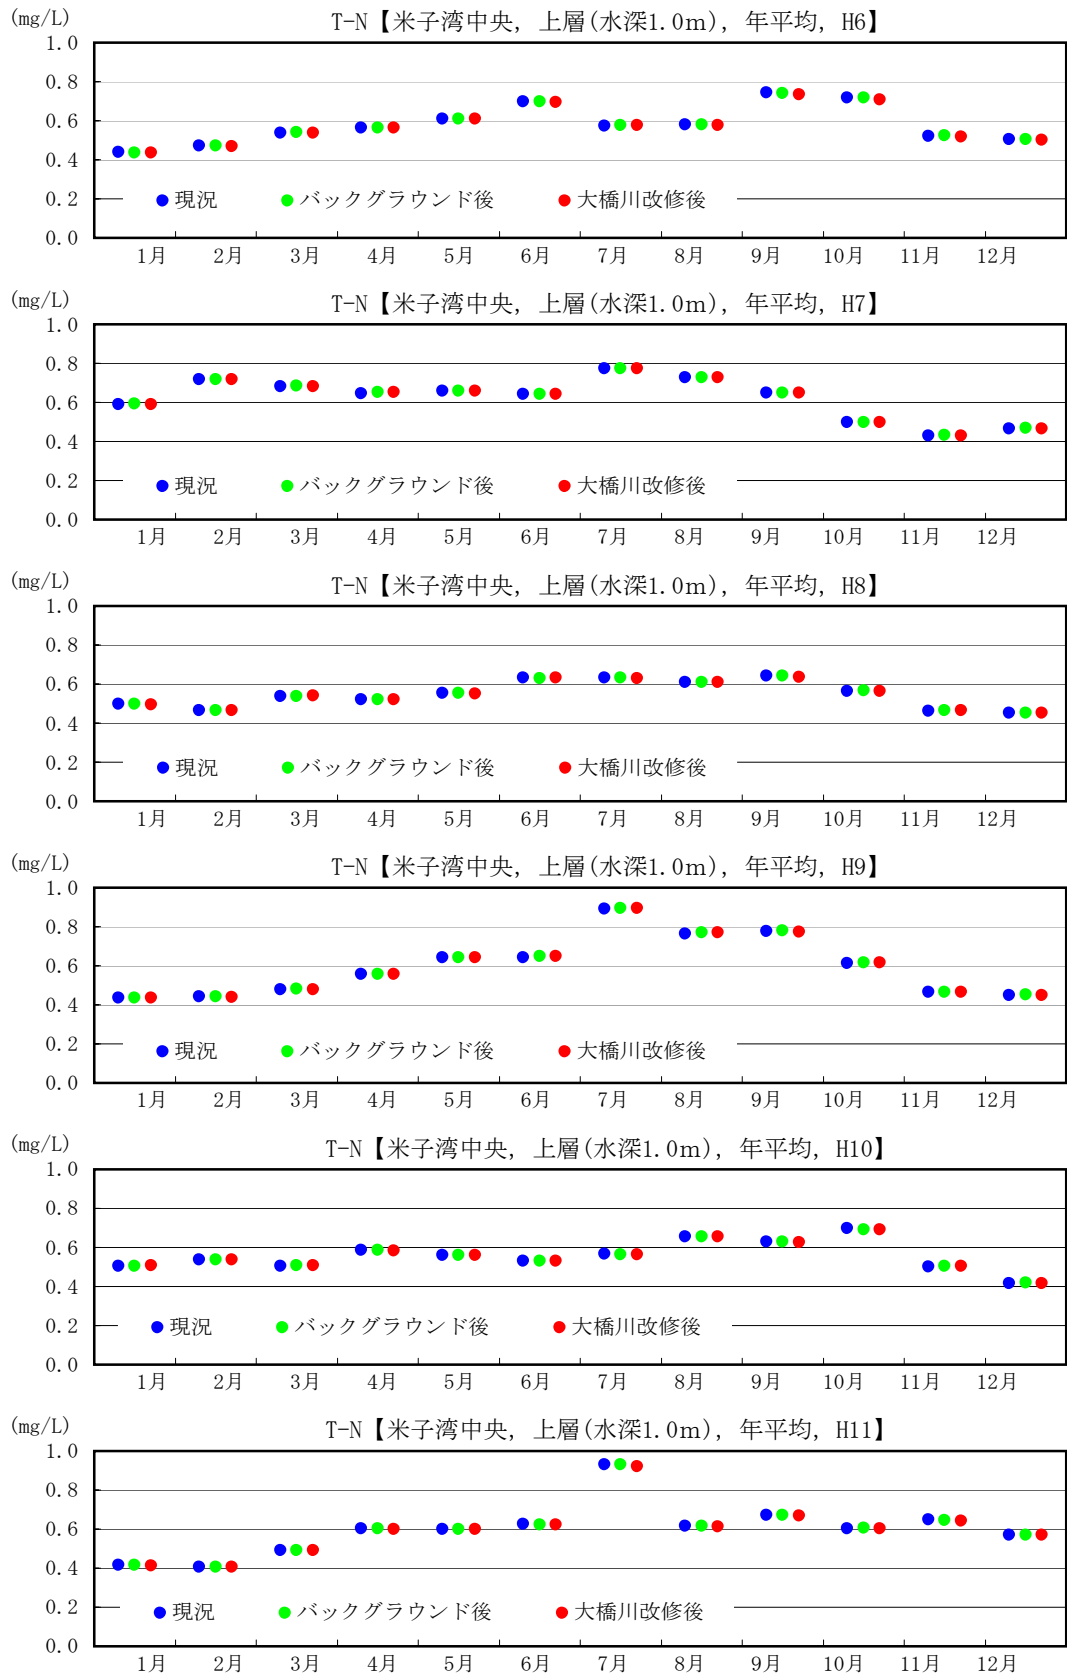 (mg/L) T-N【米子湾中央, 上層(水深1.0m), 年平均, H6】
1.0
0.8
0.6
0.4
0.2 現況 バックグラウンド後 大橋川改修後
0.0
1月 2月 3月 4月 5月 6月 7月 8月 9月 10月 11月 12月
(mg/L) T-N【米子湾中央, 上層(水深1.0m), 年平均, H7】
1.0
0.8
0.6
0.4
0.2 現況 バックグラウンド後 大橋川改修後
0.0
1月 2月 3月 4月 5月 6月 7月 8月 9月 10月 11月 12月
(mg/L) T-N【米子湾中央, 上層(水深1.0m), 年平均, H8】
1.0
0.8
0.6
0.4
0.2 現況 バックグラウンド後 大橋川改修後
0.0
1月 2月 3月 4月 5月 6月 7月 8月 9月 10月 11月 12月
(mg/L) T-N【米子湾中央, 上層(水深1.0m), 年平均, H9】
1.0
0.8
0.6
0.4
0.2 現況 バックグラウンド後 大橋川改修後
0.0
1月 2月 3月 4月 5月 6月 7月 8月 9月 10月 11月 12月
(mg/L) T-N【米子湾中央, 上層(水深1.0m), 年平均, H10】
1.0
0.8
0.6
0.4
0.2 現況 バックグラウンド後 大橋川改修後
0.0
1月 2月 3月 4月 5月 6月 7月 8月 9月 10月 11月 12月
(mg/L) T-N【米子湾中央, 上層(水深1.0m), 年平均, H11】
1.0
0.8
0.6
0.4
0.2 現況 バックグラウンド後 大橋川改修後
0.0
1月 2月 3月 4月 5月 6月 7月 8月 9月 10月 11月 12月